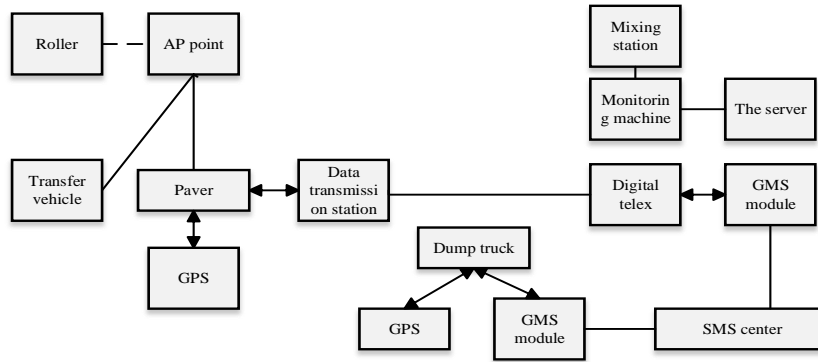 Roller
AP point
Mixing
station
Monitorin
g machine
The server
Transfer
vehicle
Paver
Data
transmissi
on station
Digital
telex
GMS
module
GPS
Dump truck
GPS
GMS
module
SMS center